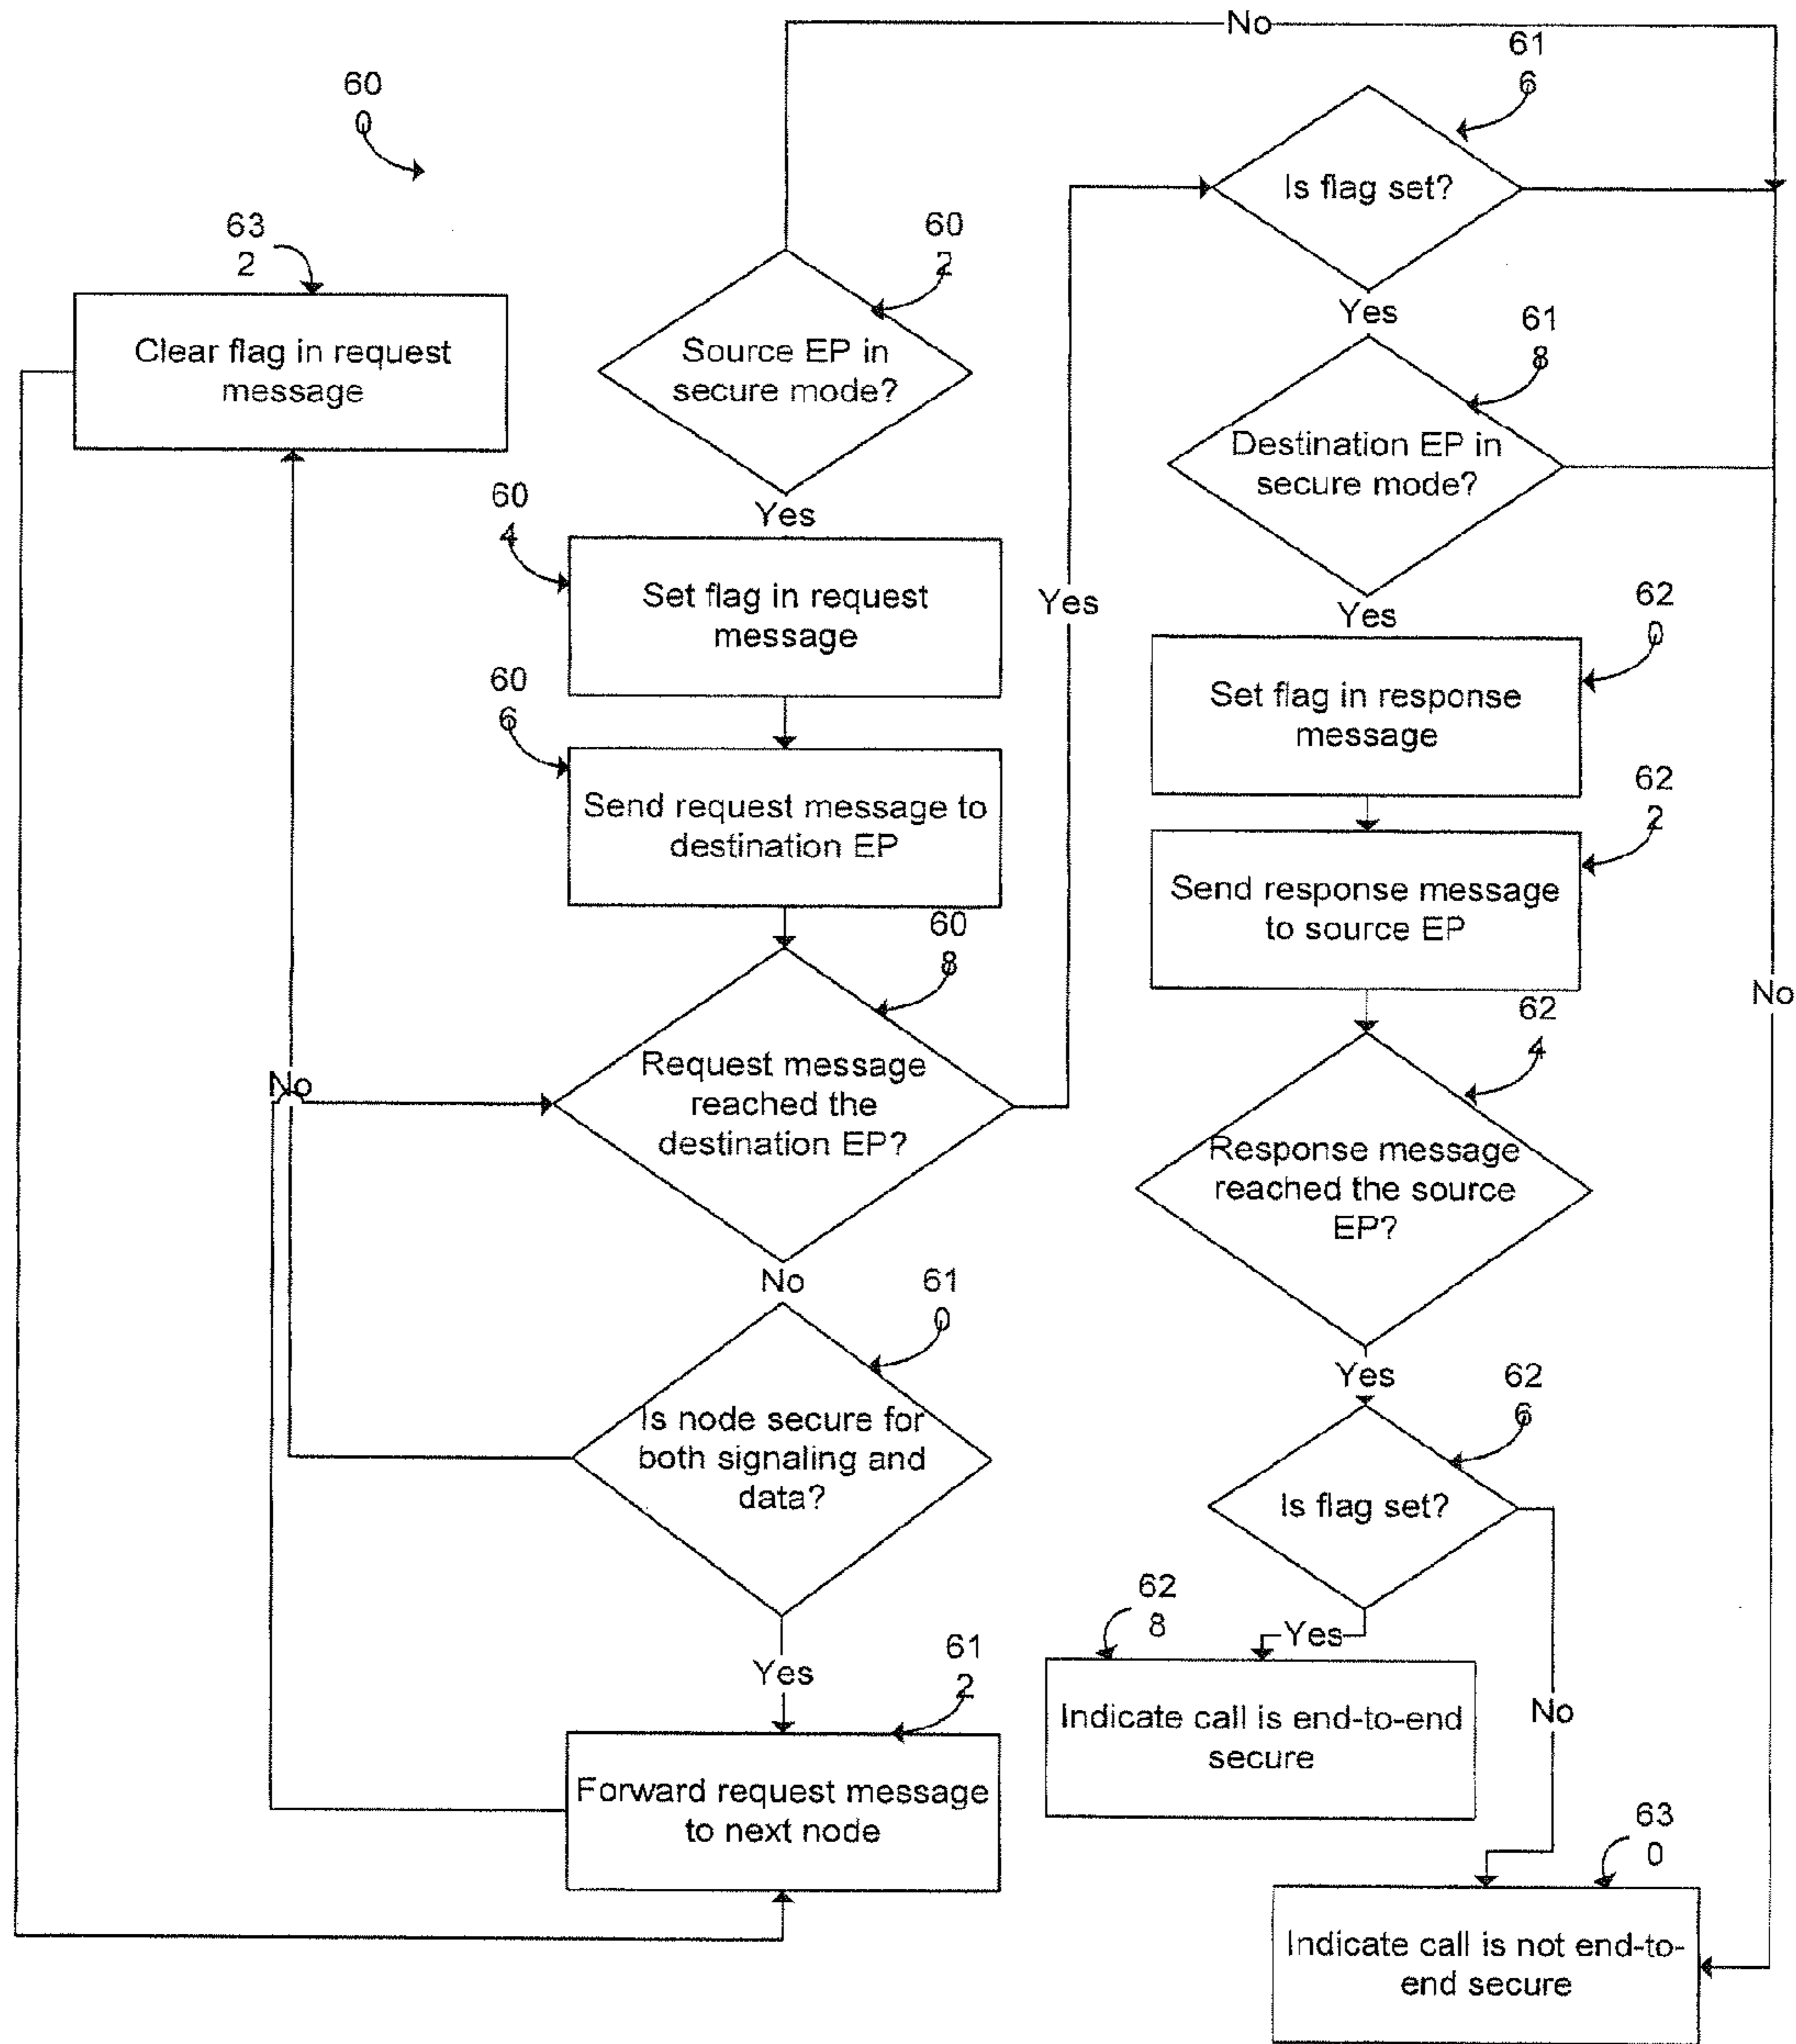 No
61
6
60
0
Is flag set?
63
2
60
2
Clear flag in request
message
Source EP in
secure mode?
Yes
61
8
Destination EP in
secure mode?
Yes
60
4
Set flag in request
message
Yes
Yes
62
0
Set flag in response
message
60
6
Send request message to
destination EP
62
2
Send response message
to source EP
60
8
No
Request message
reached the
destination EP?
No
62
4
Response message
reached the source
EP?
No
61
0
Is node secure for
both signaling and
data?
Yes
62
6
Is flag set?
Yes
61
2
Forward request message
to next node
Yes
62
8
Indicate call is end-to-end
secure
No
63
0
Indicate call is not end-to-
end secure